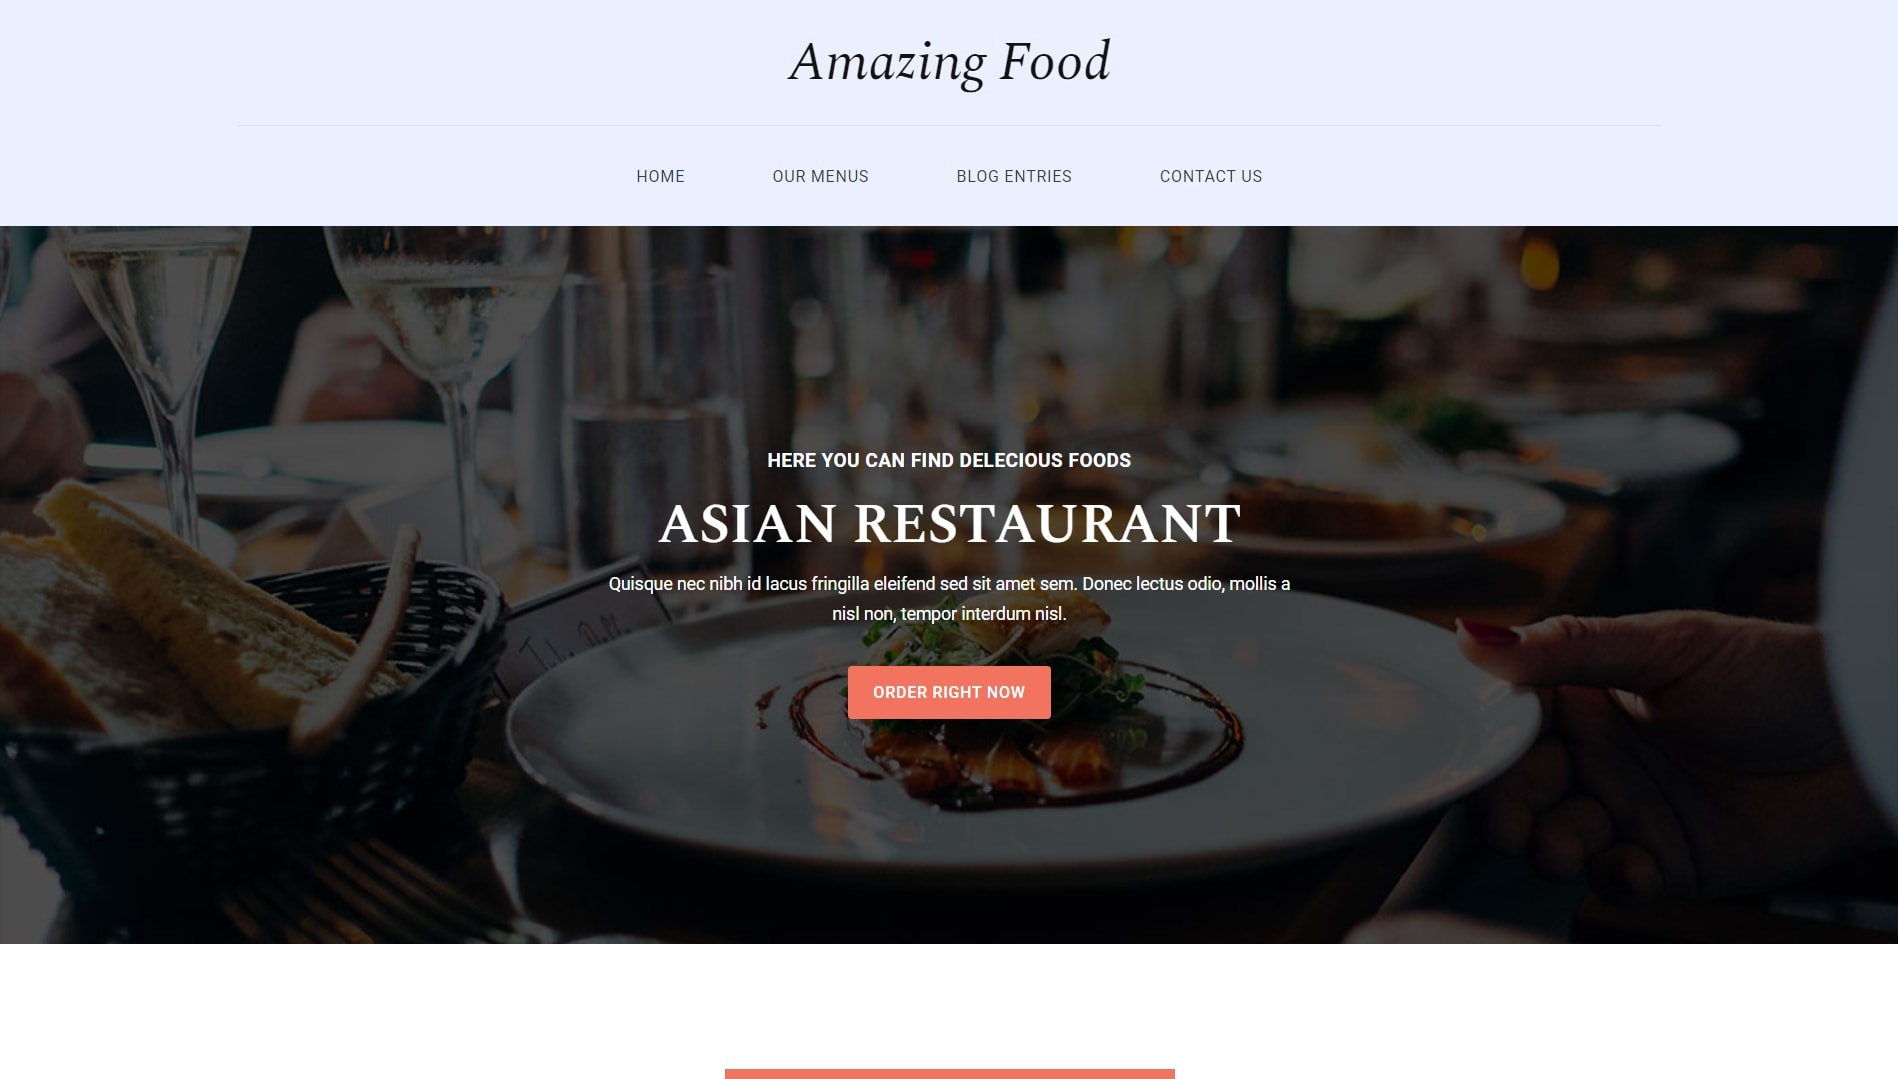 Amazing Food
HOME
OUR MENUS
BLOG ENTRIES
CONTACT US
HERE YOU CAN FIND DELECIOUS FOODS
ASIAN RESTAURANT
Quisque nec nibh id lacus fringilla eleifend sed sit amet sem. Donec lectus odio, mollis a
nisl non, tempor interdum nisl.
ORDER RIGHT NOW